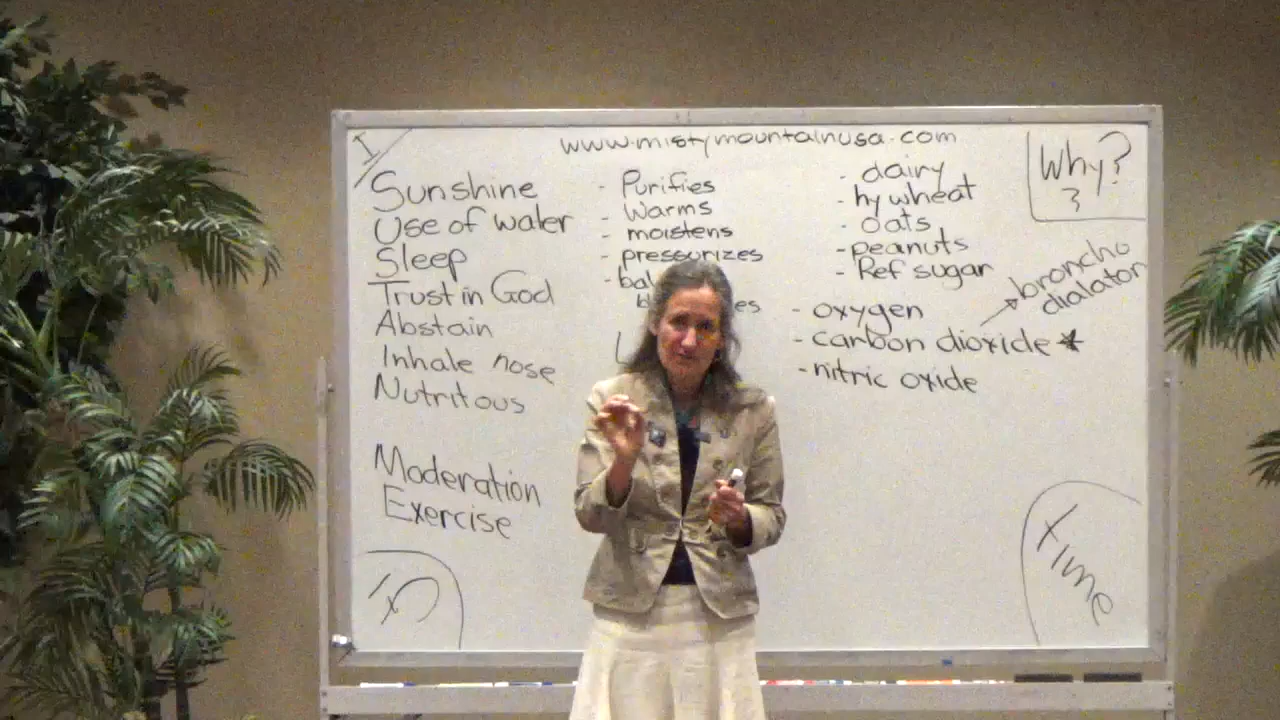 I
www.mistymountainusa.com
Why?
Sunshine
Use of water
Sleep
Trust in God
Abstain
Inhale nose
Nutritous
Moderation
Exercise
- Purifies
- Warms
- moistens
- pressurizes
- dairy
- hy wheat
- oats
- peanuts
- Ref sugar
- oxygen
- carbon dioxide *
- nitric oxide
broncho
dialator
time